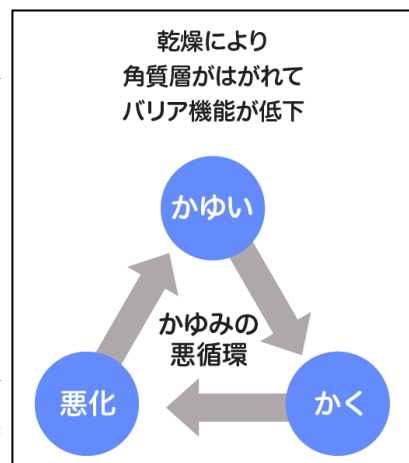 乾燥により
角質層がはがれて
バリア機能が低下
かゆい
かゆみの
悪循環
悪化
かく